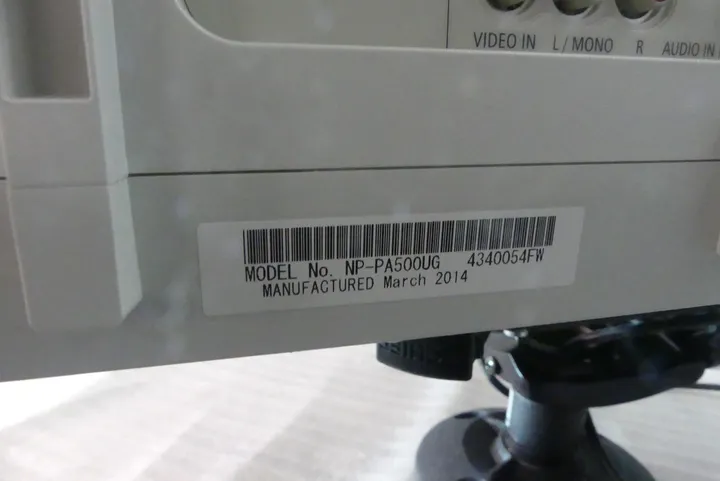 VIDEO IN L/MONO R AUDIO IN
MODEL No. NP-PA500UG 4340054FW
MANUFACTURED March 2014